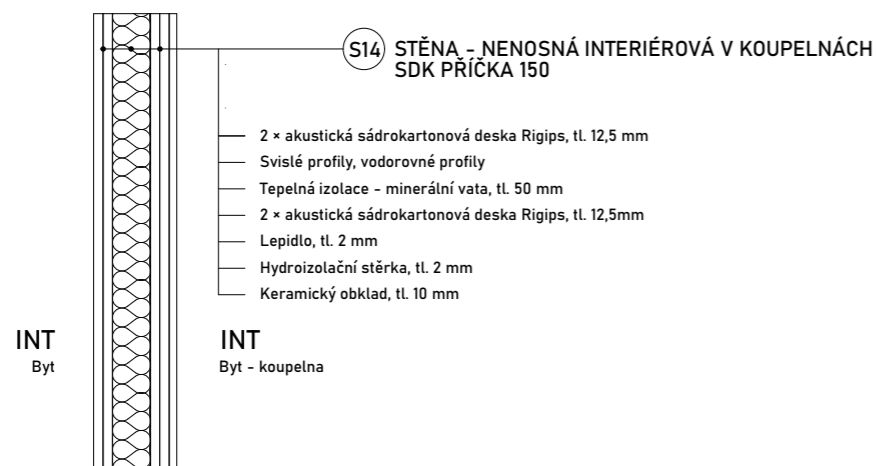 S14 STĚNA - NENOSNÁ INTERIÉROVÁ V KOUPELNÁCH
SDK PŘÍČKA 150
2 × akustická sádrokartonová deska Rigips, tl. 12,5 mm
Svislé profily, vodorovné profily
Tepelná izolace - minerální vata, tl. 50 mm
2 × akustická sádrokartonová deska Rigips, tl. 12,5mm
Lepidlo, tl. 2 mm
Hydroizolační stěrka, tl. 2 mm
Keramický obklad, tl. 10 mm
INT
Byt
INT
Byt - koupelna